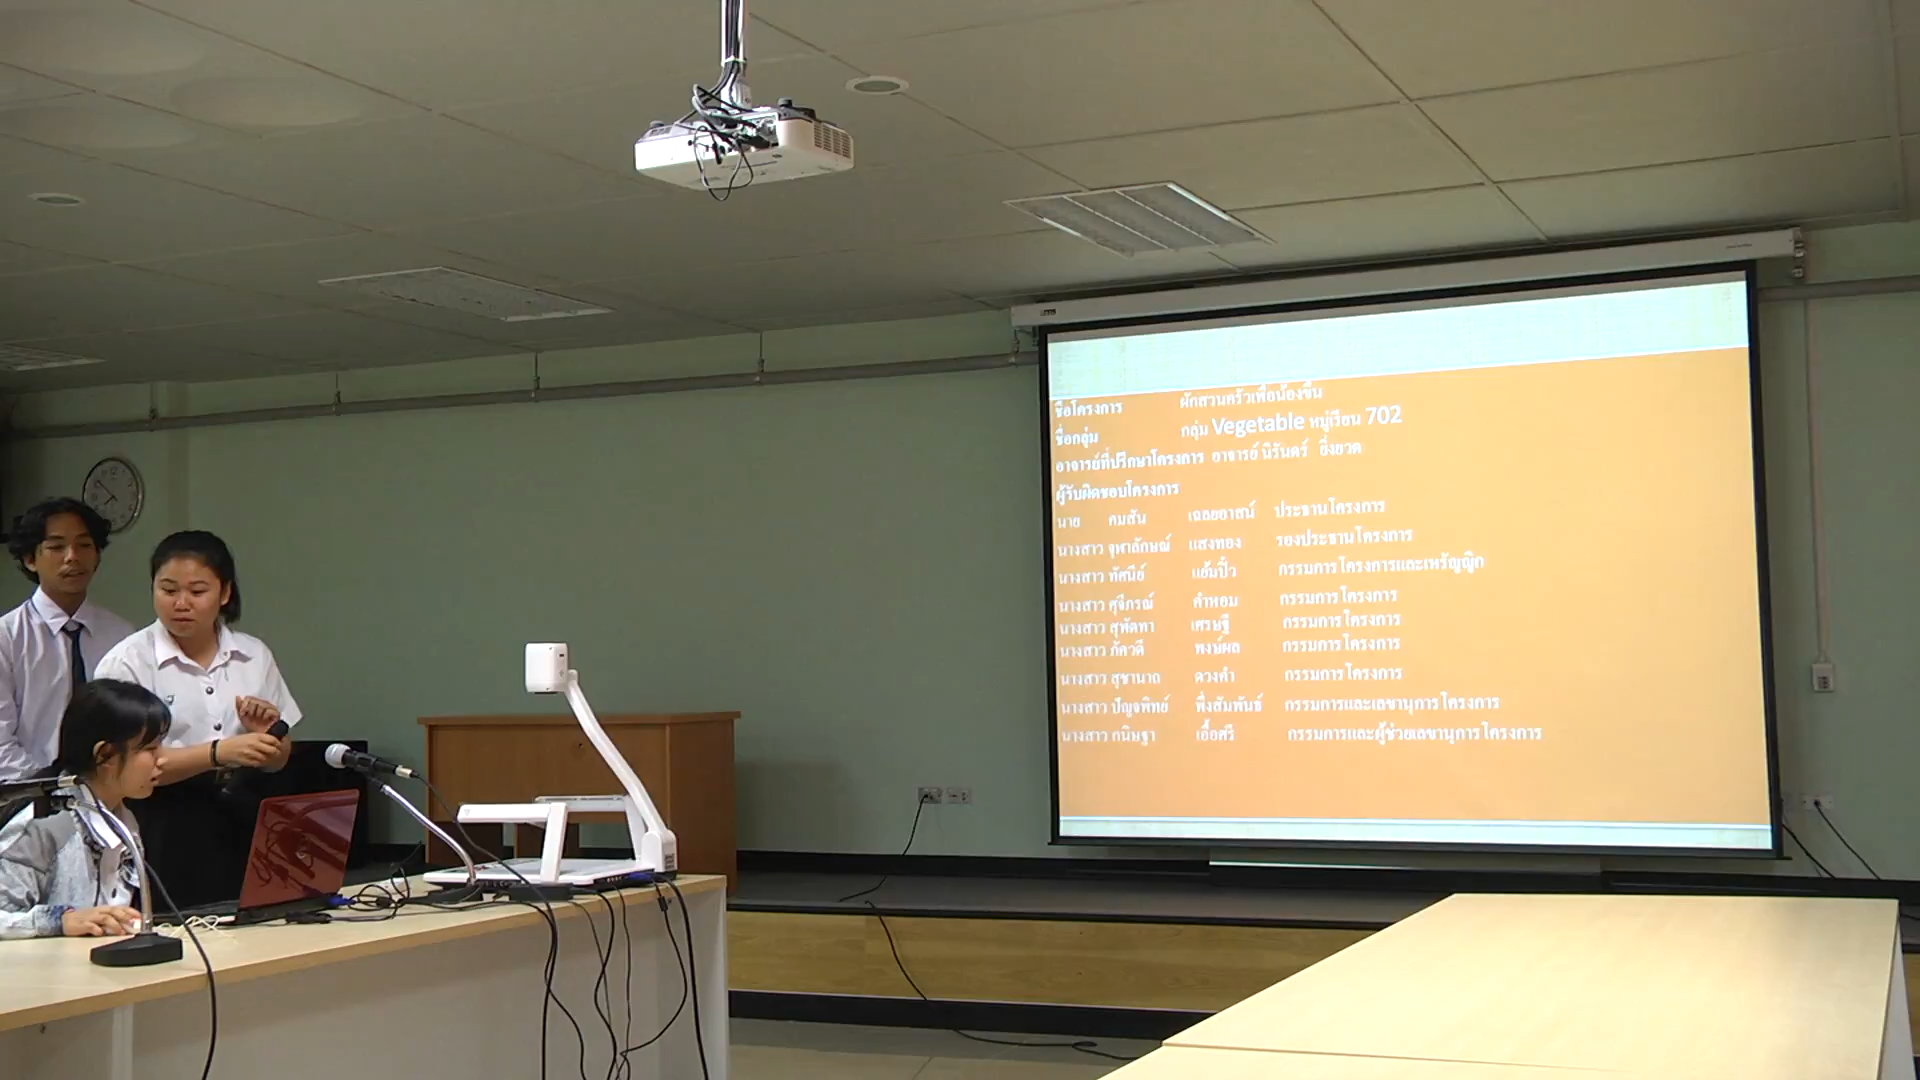 ชื่อโครงการ ผักสวนครัวเพื่อน้องชื่น
ชื่อกลุ่ม กลุ่ม Vegetable หมู่เรียน 702
อาจารย์ที่ปรึกษาโครงการ อาจารย์ นิรันดร์ ยิ่งยวด
ผู้รับผิดชอบโครงการ
นาย คมสัน เฉลยอาสน์ ประธานโครงการ
นางสาว จุฬาลักษณ์ แสงทอง รองประธานโครงการ
นางสาว ทัศนีย์ แย้มปิ๋ว กรรมการโครงการและเหรัญญิก
นางสาว ศุจีภรณ์ คำหอม กรรมการโครงการ
นางสาว สุพัดทา เศรษฐี กรรมการโครงการ
นางสาว ภัควดี พงษ์ผล กรรมการโครงการ
นางสาว สุชานาถ ดวงคำ กรรมการโครงการ
นางสาว ปัญจพิทย์ พึ่งสัมพันธ์ กรรมการและเลขานุการโครงการ
นางสาว กนิษฐา เอื้อศรี กรรมการและผู้ช่วยเลขานุการโครงการ